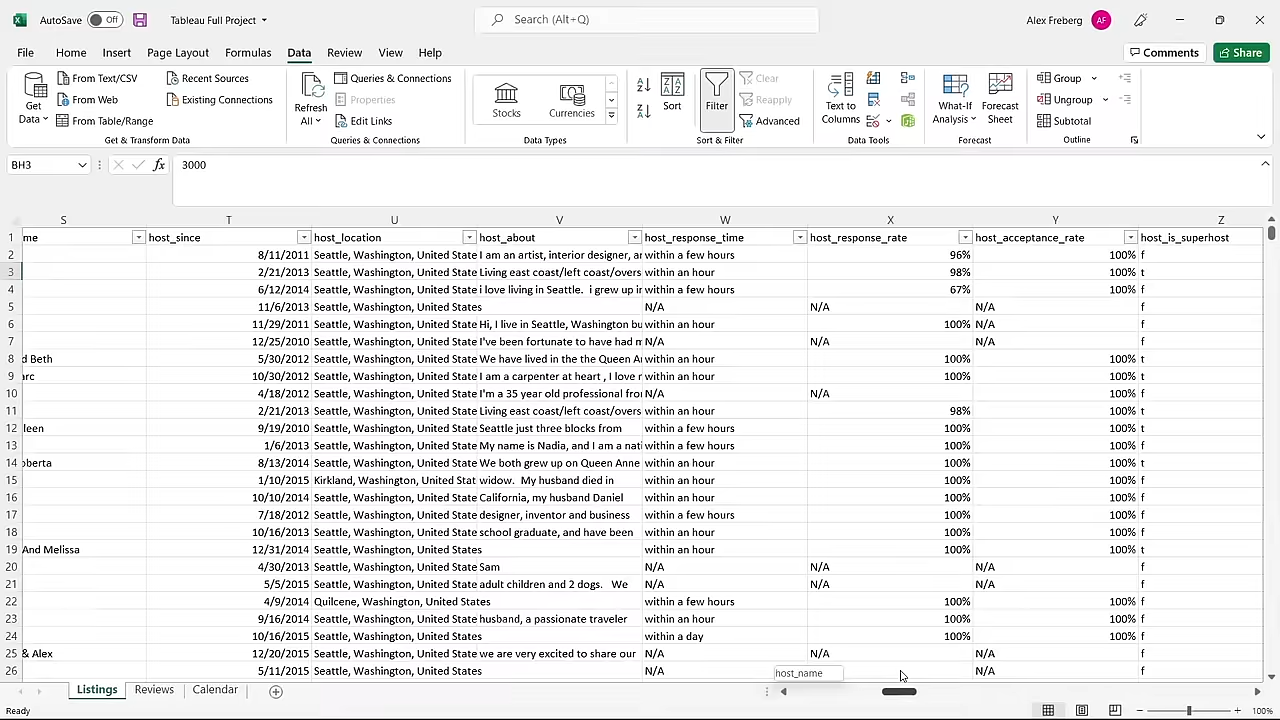 AutoSave Off Tableau Full Project Search (Alt+Q) Alex Freberg AF
File Home Insert Page Layout Formulas Data Review View Help Comments Share
Get Data From Text/CSV From Web From Table/Range Recent Sources Existing Connections Refresh All Queries & Connections Properties Edit Links Stocks Currencies Sort Filter Clear Reapply Advanced Text to Columns What-If Analysis Forecast Sheet Group Ungroup Subtotal
Get & Transform Data Queries & Connections Data Types Sort & Filter Data Tools Forecast Outline
BH3 fx 3000
S T U V W X Y Z
1 me host_since host_location host_about host_response_time host_response_rate host_acceptance_rate host_is_superhost
2 8/11/2011 Seattle, Washington, United State I am an artist, interior designer, ar within a few hours 96% 100% f
3 2/21/2013 Seattle, Washington, United State Living east coast/left coast/overs within an hour 98% 100% t
4 6/12/2014 Seattle, Washington, United State i love living in Seattle. i grew up in within a few hours 67% 100% f
5 11/6/2013 Seattle, Washington, United States N/A N/A N/A f
6 11/29/2011 Seattle, Washington, United State Hi, I live in Seattle, Washington bu within an hour 100% N/A f
7 12/25/2010 Seattle, Washington, United State I've been fortunate to have had m N/A N/A N/A f
8 d Beth 5/30/2012 Seattle, Washington, United State We have lived in the the Queen A within an hour 100% 100% t
9 arc 10/30/2012 Seattle, Washington, United State I am a carpenter at heart , I love r within an hour 100% 100% t
10 4/18/2012 Seattle, Washington, United State I'm a 35 year old professional fro N/A N/A 100% f
11 2/21/2013 Seattle, Washington, United State Living east coast/left coast/overs within an hour 98% 100% t
12 leen 9/19/2010 Seattle, Washington, United State Seattle just three blocks from within a few hours 100% 100% t
13 1/6/2013 Seattle, Washington, United State My name is Nadia, and I am a nati within a few hours 100% 100% f
14 oberta 8/13/2014 Seattle, Washington, United State We both grew up on Queen Anne within an hour 100% 100% t
15 1/10/2015 Kirkland, Washington, United Stat widow. My husband died in within an hour 100% 100% f
16 10/10/2014 Seattle, Washington, United State California, my husband Daniel within an hour 100% 100% f
17 7/18/2012 Seattle, Washington, United State designer, inventor and business within a few hours 100% 100% f
18 10/16/2013 Seattle, Washington, United State school graduate, and have been within an hour 100% 100% f
19 And Melissa 12/31/2014 Seattle, Washington, United States within an hour 100% 100% t
20 4/30/2013 Seattle, Washington, United State Sam N/A N/A N/A f
21 5/5/2015 Seattle, Washington, United State adult children and 2 dogs. We N/A N/A N/A f
22 4/9/2014 Quilcene, Washington, United States within a few hours 100% 100% f
23 9/16/2014 Seattle, Washington, United State husband, a passionate traveler within an hour 100% 100% f
24 10/16/2015 Seattle, Washington, United States within a day 100% 100% f
25 & Alex 12/20/2015 Seattle, Washington, United State we are very excited to share our N/A N/A N/A f
26 5/11/2015 Seattle, Washington, United States N/A N/A f
host_name
Listings Reviews Calendar
Ready 100%